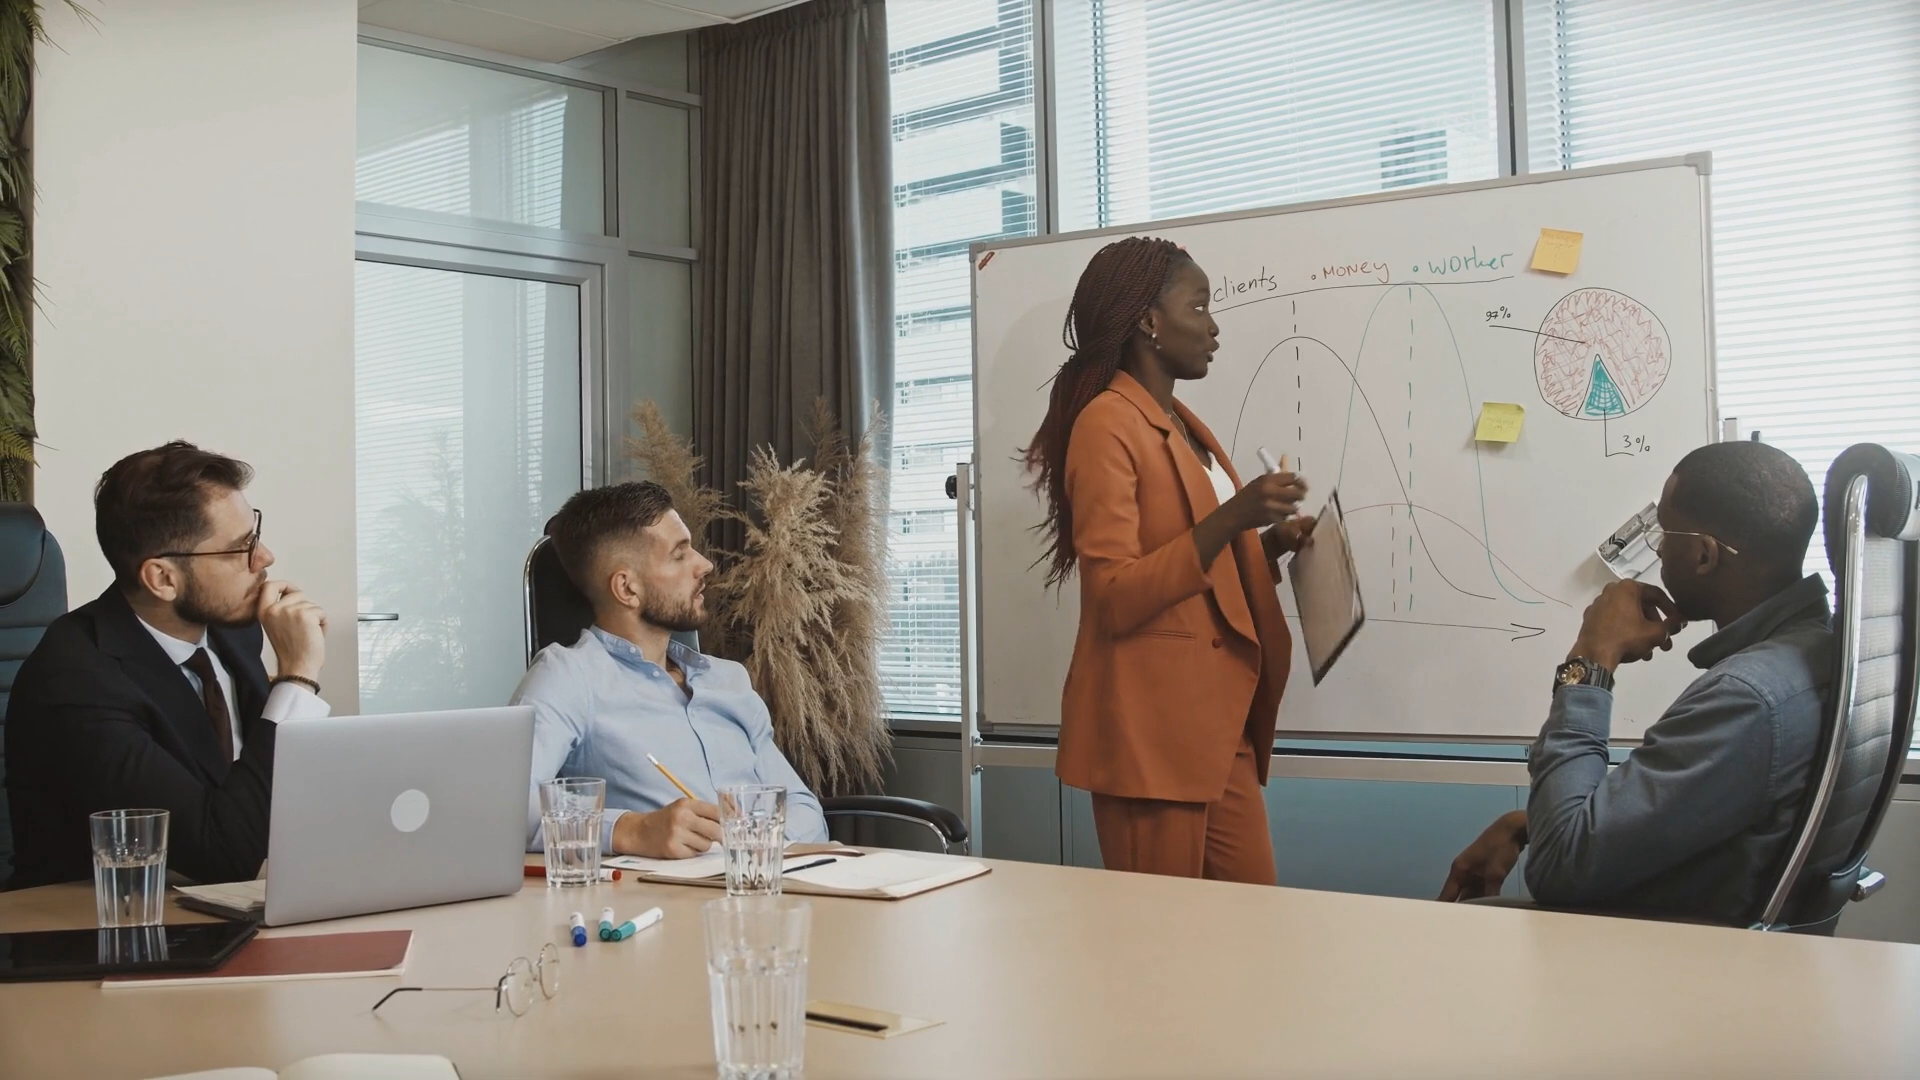 clients • Money • worker
97%
3%